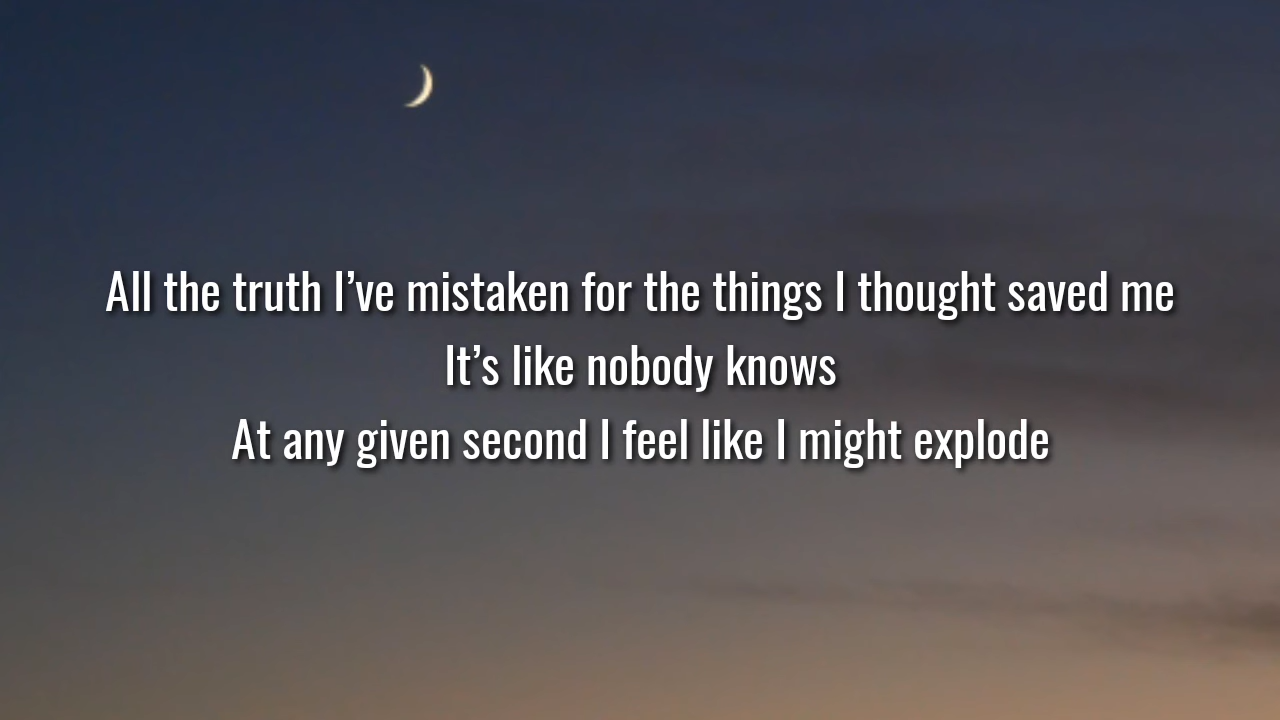 All the truth I’ve mistaken for the things I thought saved me
It’s like nobody knows
At any given second I feel like I might explode